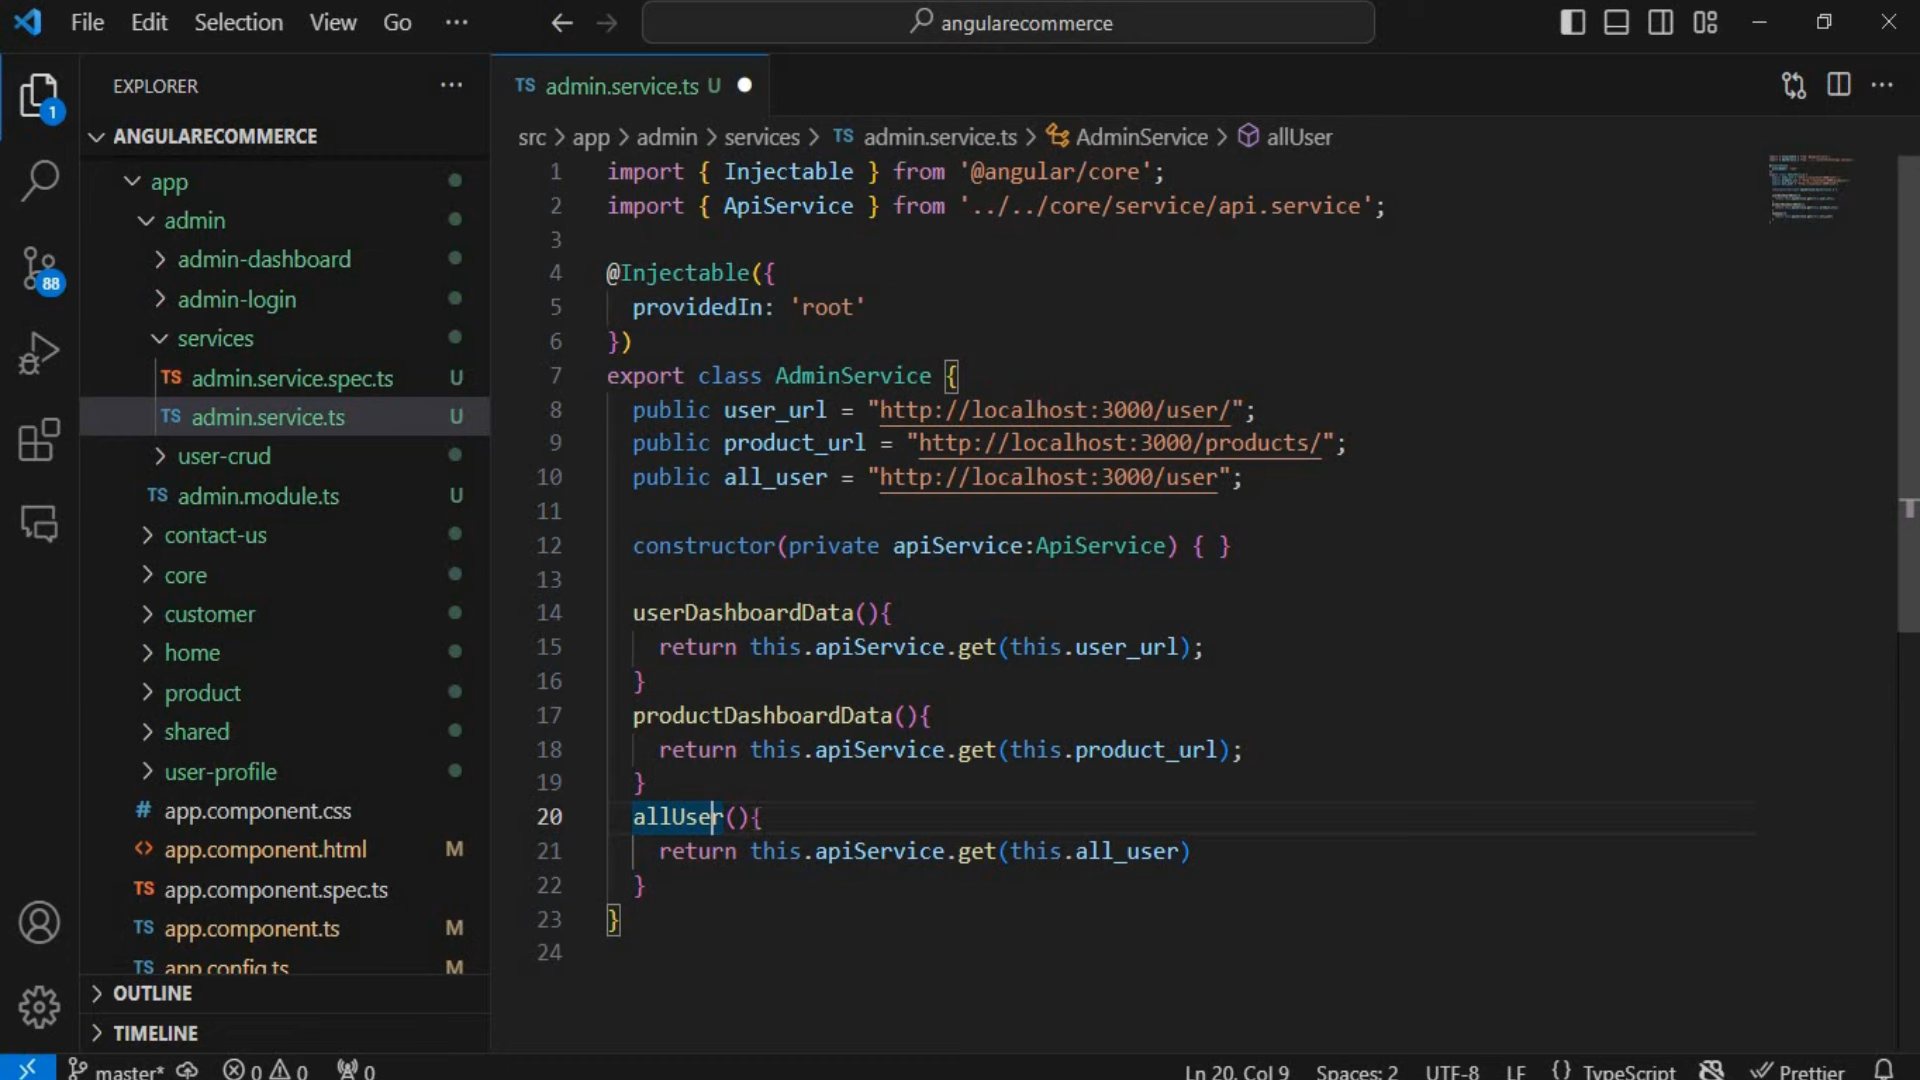 File Edit Selection View Go ···
angularecommerce
EXPLORER ···
ANGULARECOMMERCE
app
admin
admin-dashboard
admin-login
services
TS admin.service.spec.ts U
TS admin.service.ts U
user-crud
TS admin.module.ts U
contact-us
core
customer
home
product
shared
user-profile
# app.component.css
<> app.component.html M
TS app.component.spec.ts
TS app.component.ts M
TS app.config.ts M
OUTLINE
TIMELINE
1
88
TS admin.service.ts U
src > app > admin > services > TS admin.service.ts > AdminService > allUser
1 import { Injectable } from '@angular/core';
2 import { ApiService } from '../../core/service/api.service';
3
4 @Injectable({
5 providedIn: 'root'
6 })
7 export class AdminService {
8 public user_url = "http://localhost:3000/user/";
9 public product_url = "http://localhost:3000/products/";
10 public all_user = "http://localhost:3000/user";
11
12 constructor(private apiService:ApiService) { }
13
14 userDashboardData(){
15 return this.apiService.get(this.user_url);
16 }
17 productDashboardData(){
18 return this.apiService.get(this.product_url);
19 }
20 allUser(){
21 return this.apiService.get(this.all_user)
22 }
23 }
24
master* 0 0 0 Ln 20, Col 9 Spaces: 2 UTF-8 LF {} TypeScript Prettier